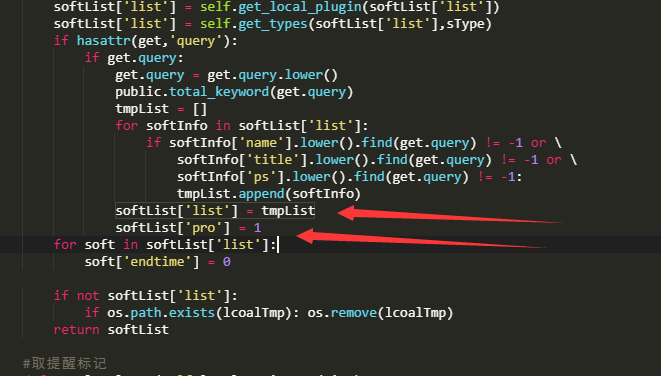 softList['list'] = self.get_local_plugin(softList['list'])
softList['list'] = self.get_types(softList['list'],sType)
if hasattr(get,'query'):
if get.query:
get.query = get.query.lower()
public.total_keyword(get.query)
tmpList = []
for softInfo in softList['list']:
if softInfo['name'].lower().find(get.query) != -1 or \
softInfo['title'].lower().find(get.query) != -1 or \
softInfo['ps'].lower().find(get.query) != -1:
tmpList.append(softInfo)
softList['list'] = tmpList
softList['pro'] = 1
for soft in softList['list']:
soft['endtime'] = 0
if not softList['list']:
if os.path.exists(lcoalTmp): os.remove(lcoalTmp)
return softList
#取提醒标记